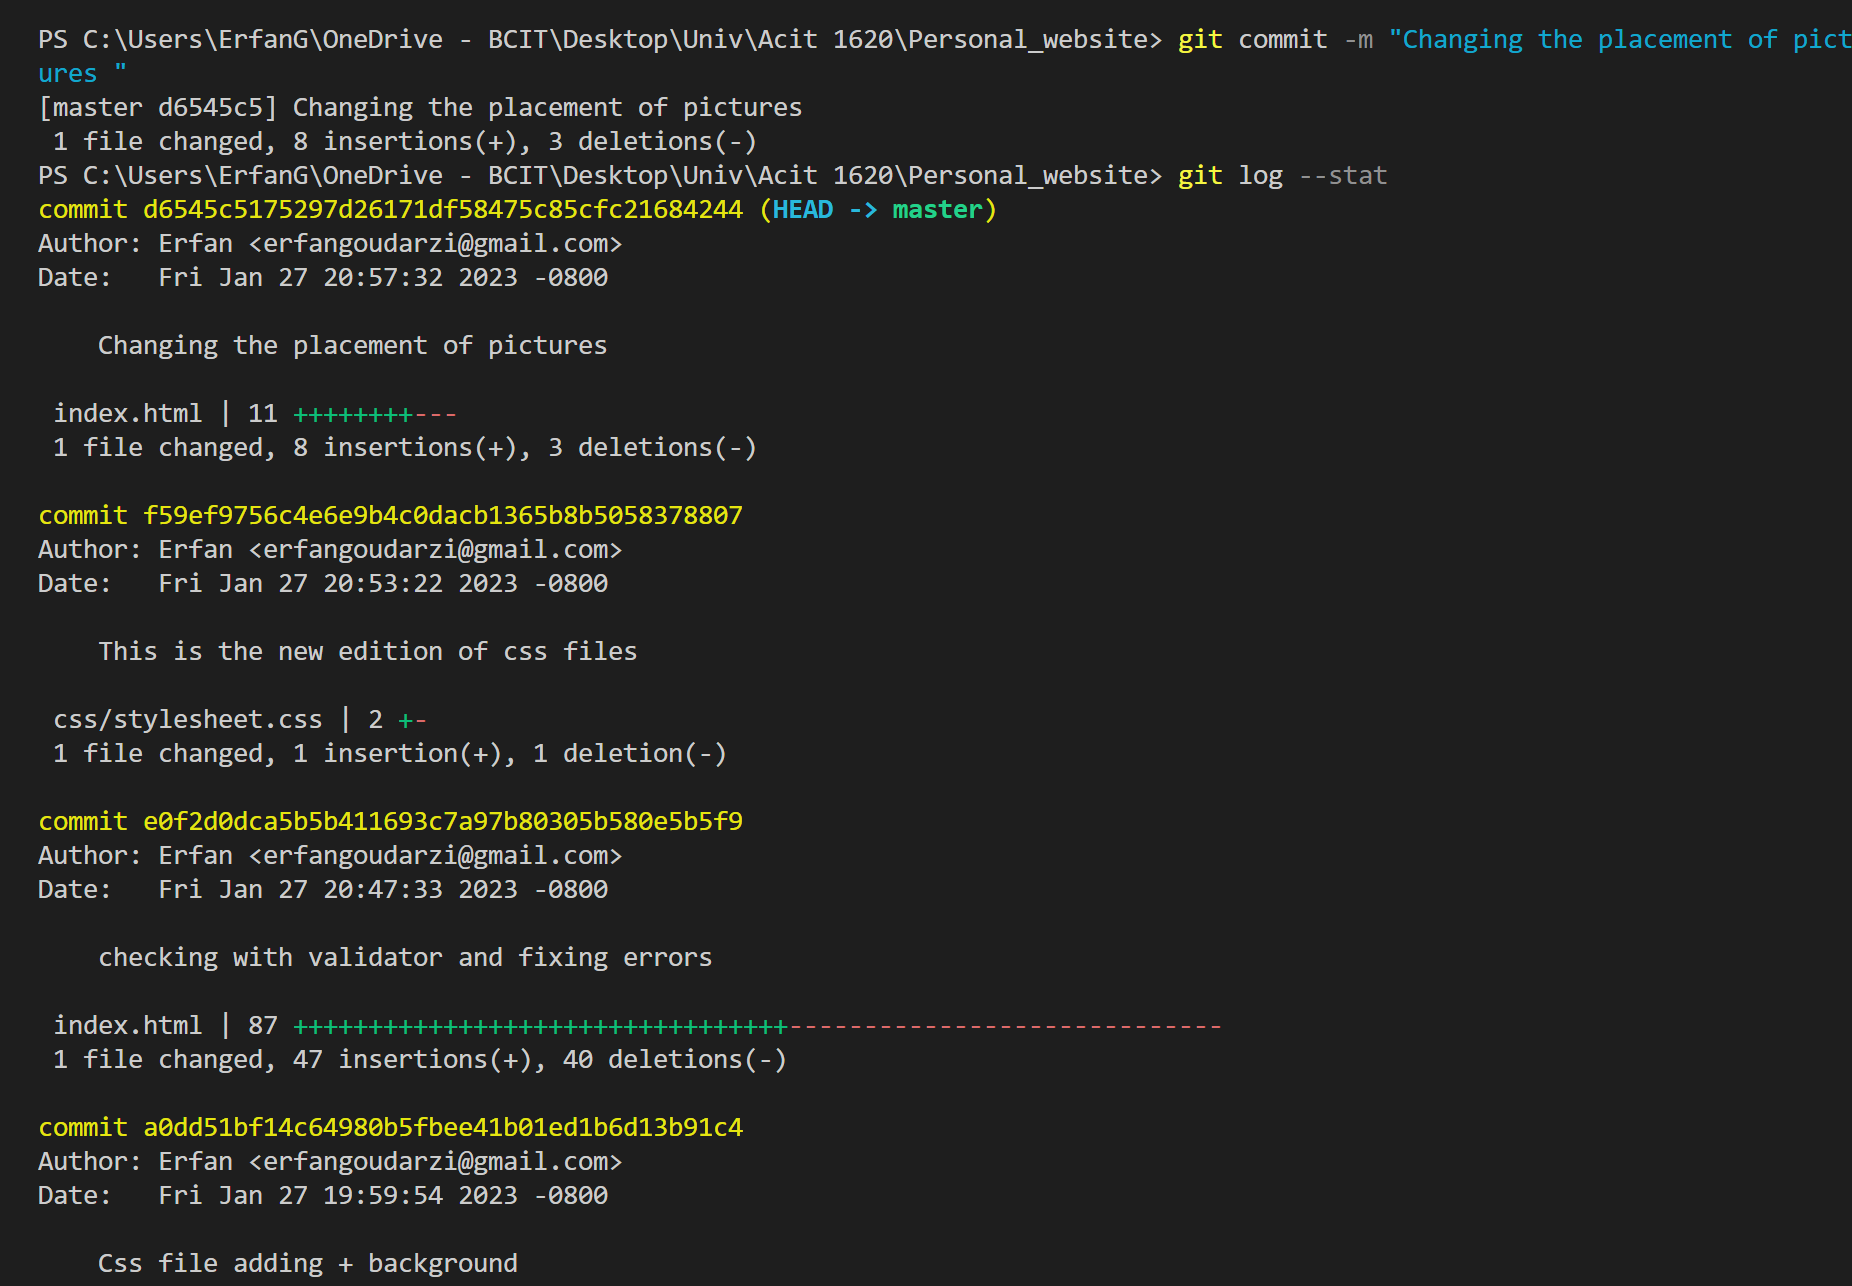 PS C:\Users\ErfanG\OneDrive - BCIT\Desktop\Univ\Acit 1620\Personal_website> git commit -m "Changing the placement of pict
ures "
[master d6545c5] Changing the placement of pictures
 1 file changed, 8 insertions(+), 3 deletions(-)
PS C:\Users\ErfanG\OneDrive - BCIT\Desktop\Univ\Acit 1620\Personal_website> git log --stat
commit d6545c5175297d26171df58475c85cfc21684244 (HEAD -> master)
Author: Erfan <erfangoudarzi@gmail.com>
Date:   Fri Jan 27 20:57:32 2023 -0800

    Changing the placement of pictures

 index.html | 11 ++++++++---
 1 file changed, 8 insertions(+), 3 deletions(-)

commit f59ef9756c4e6e9b4c0dacb1365b8b5058378807
Author: Erfan <erfangoudarzi@gmail.com>
Date:   Fri Jan 27 20:53:22 2023 -0800

    This is the new edition of css files

 css/stylesheet.css | 2 +-
 1 file changed, 1 insertion(+), 1 deletion(-)

commit e0f2d0dca5b5b411693c7a97b80305b580e5b5f9
Author: Erfan <erfangoudarzi@gmail.com>
Date:   Fri Jan 27 20:47:33 2023 -0800

    checking with validator and fixing errors

 index.html | 87 +++++++++++++++++++++++++++++++++-----------------------------
 1 file changed, 47 insertions(+), 40 deletions(-)

commit a0dd51bf14c64980b5fbee41b01ed1b6d13b91c4
Author: Erfan <erfangoudarzi@gmail.com>
Date:   Fri Jan 27 19:59:54 2023 -0800

    Css file adding + background